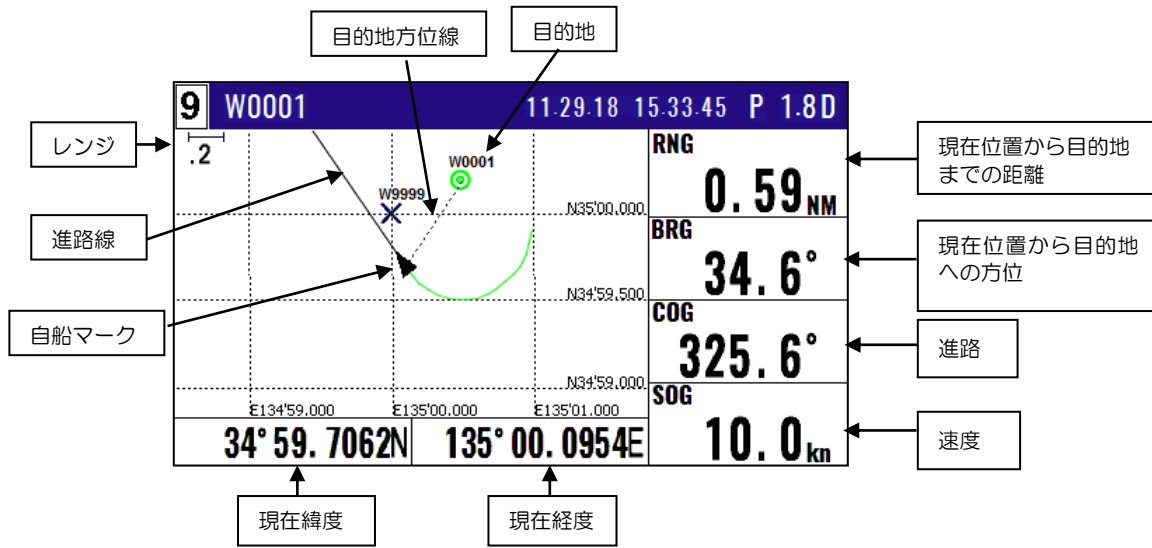 目的地方位線
目的地
9 W0001 11-29-18 15:33:45 P 1.8D
レンジ
.2
進路線
自船マーク
W0001
W9999
N35°00.000
N34°59.500
N34°59.000
E134°59.000 E135°00.000 E135°01.000
34°59.7062N 135°00.0954E
RNG
0.59NM
BRG
34.6°
COG
325.6°
SOG
10.0kn
現在位置から目的地
までの距離
現在位置から目的地
への方位
進路
速度
現在緯度
現在経度